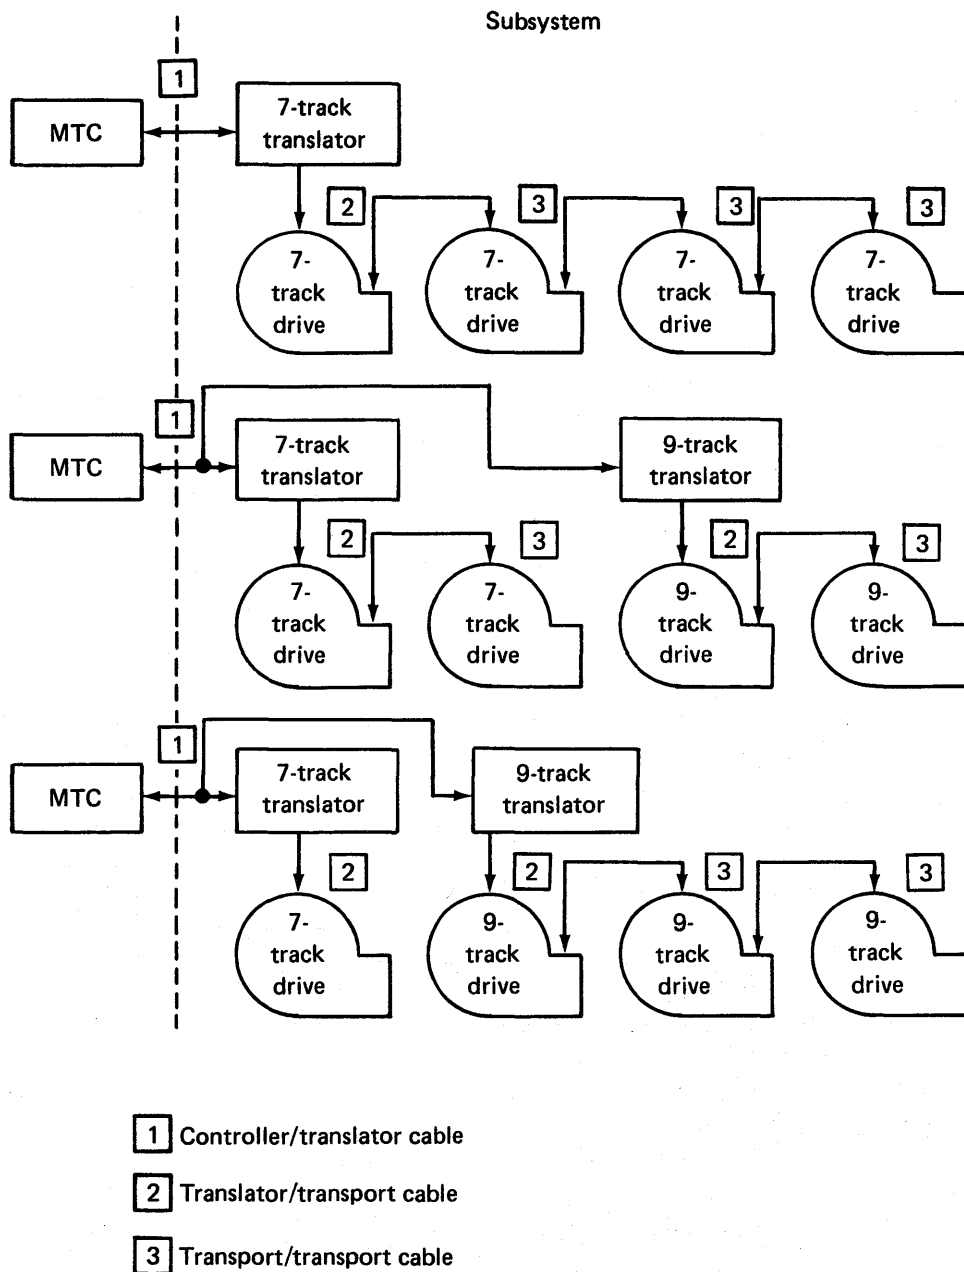 Subsystem
1
MTC
7-track
translator
2
3
3
3
7-
track
drive
7-
track
drive
7-
track
drive
7-
track
drive
1
MTC
7-track
translator
9-track
translator
2
3
2
3
7-
track
drive
7-
track
drive
9-
track
drive
9-
track
drive
1
MTC
7-track
translator
9-track
translator
2
2
3
3
7-
track
drive
9-
track
drive
9-
track
drive
9-
track
drive
1 Controller/translator cable
2 Translator/transport cable
3 Transport/transport cable